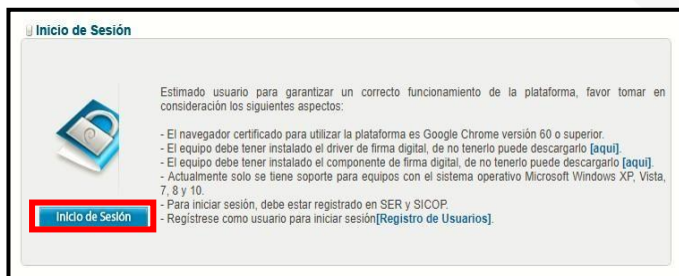 Inicio de Sesión
Estimado usuario para garantizar un correcto funcionamiento de la plataforma, favor tomar en
consideración los siguientes aspectos:
- El navegador certificado para utilizar la plataforma es Google Chrome versión 60 o superior.
- El equipo debe tener instalado el driver de firma digital, de no tenerlo puede descargarlo [aquí].
- El equipo debe tener instalado el componente de firma digital, de no tenerlo puede descargarlo [aquí].
- Actualmente solo se tiene soporte para equipos con el sistema operativo Microsoft Windows XP, Vista,
7, 8 y 10.
- Para iniciar sesión, debe estar registrado en SER y SICOP.
- Regístrese como usuario para iniciar sesión[Registro de Usuarios].
Inicio de Sesión